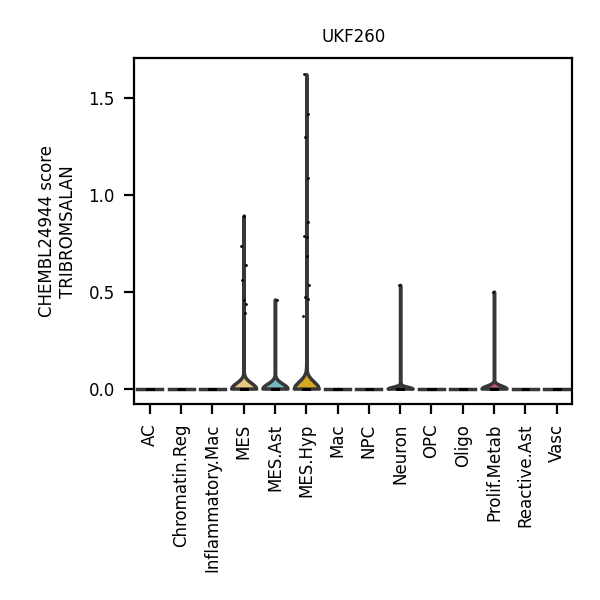 UKF260
CHEMBL24944 score
TRIBROMSALAN
1.5
1.0
0.5
0.0
AC
Chromatin.Reg
Inflammatory.Mac
MES
MES.Ast
MES.Hyp
Mac
NPC
Neuron
OPC
Oligo
Prolif.Metab
Reactive.Ast
Vasc